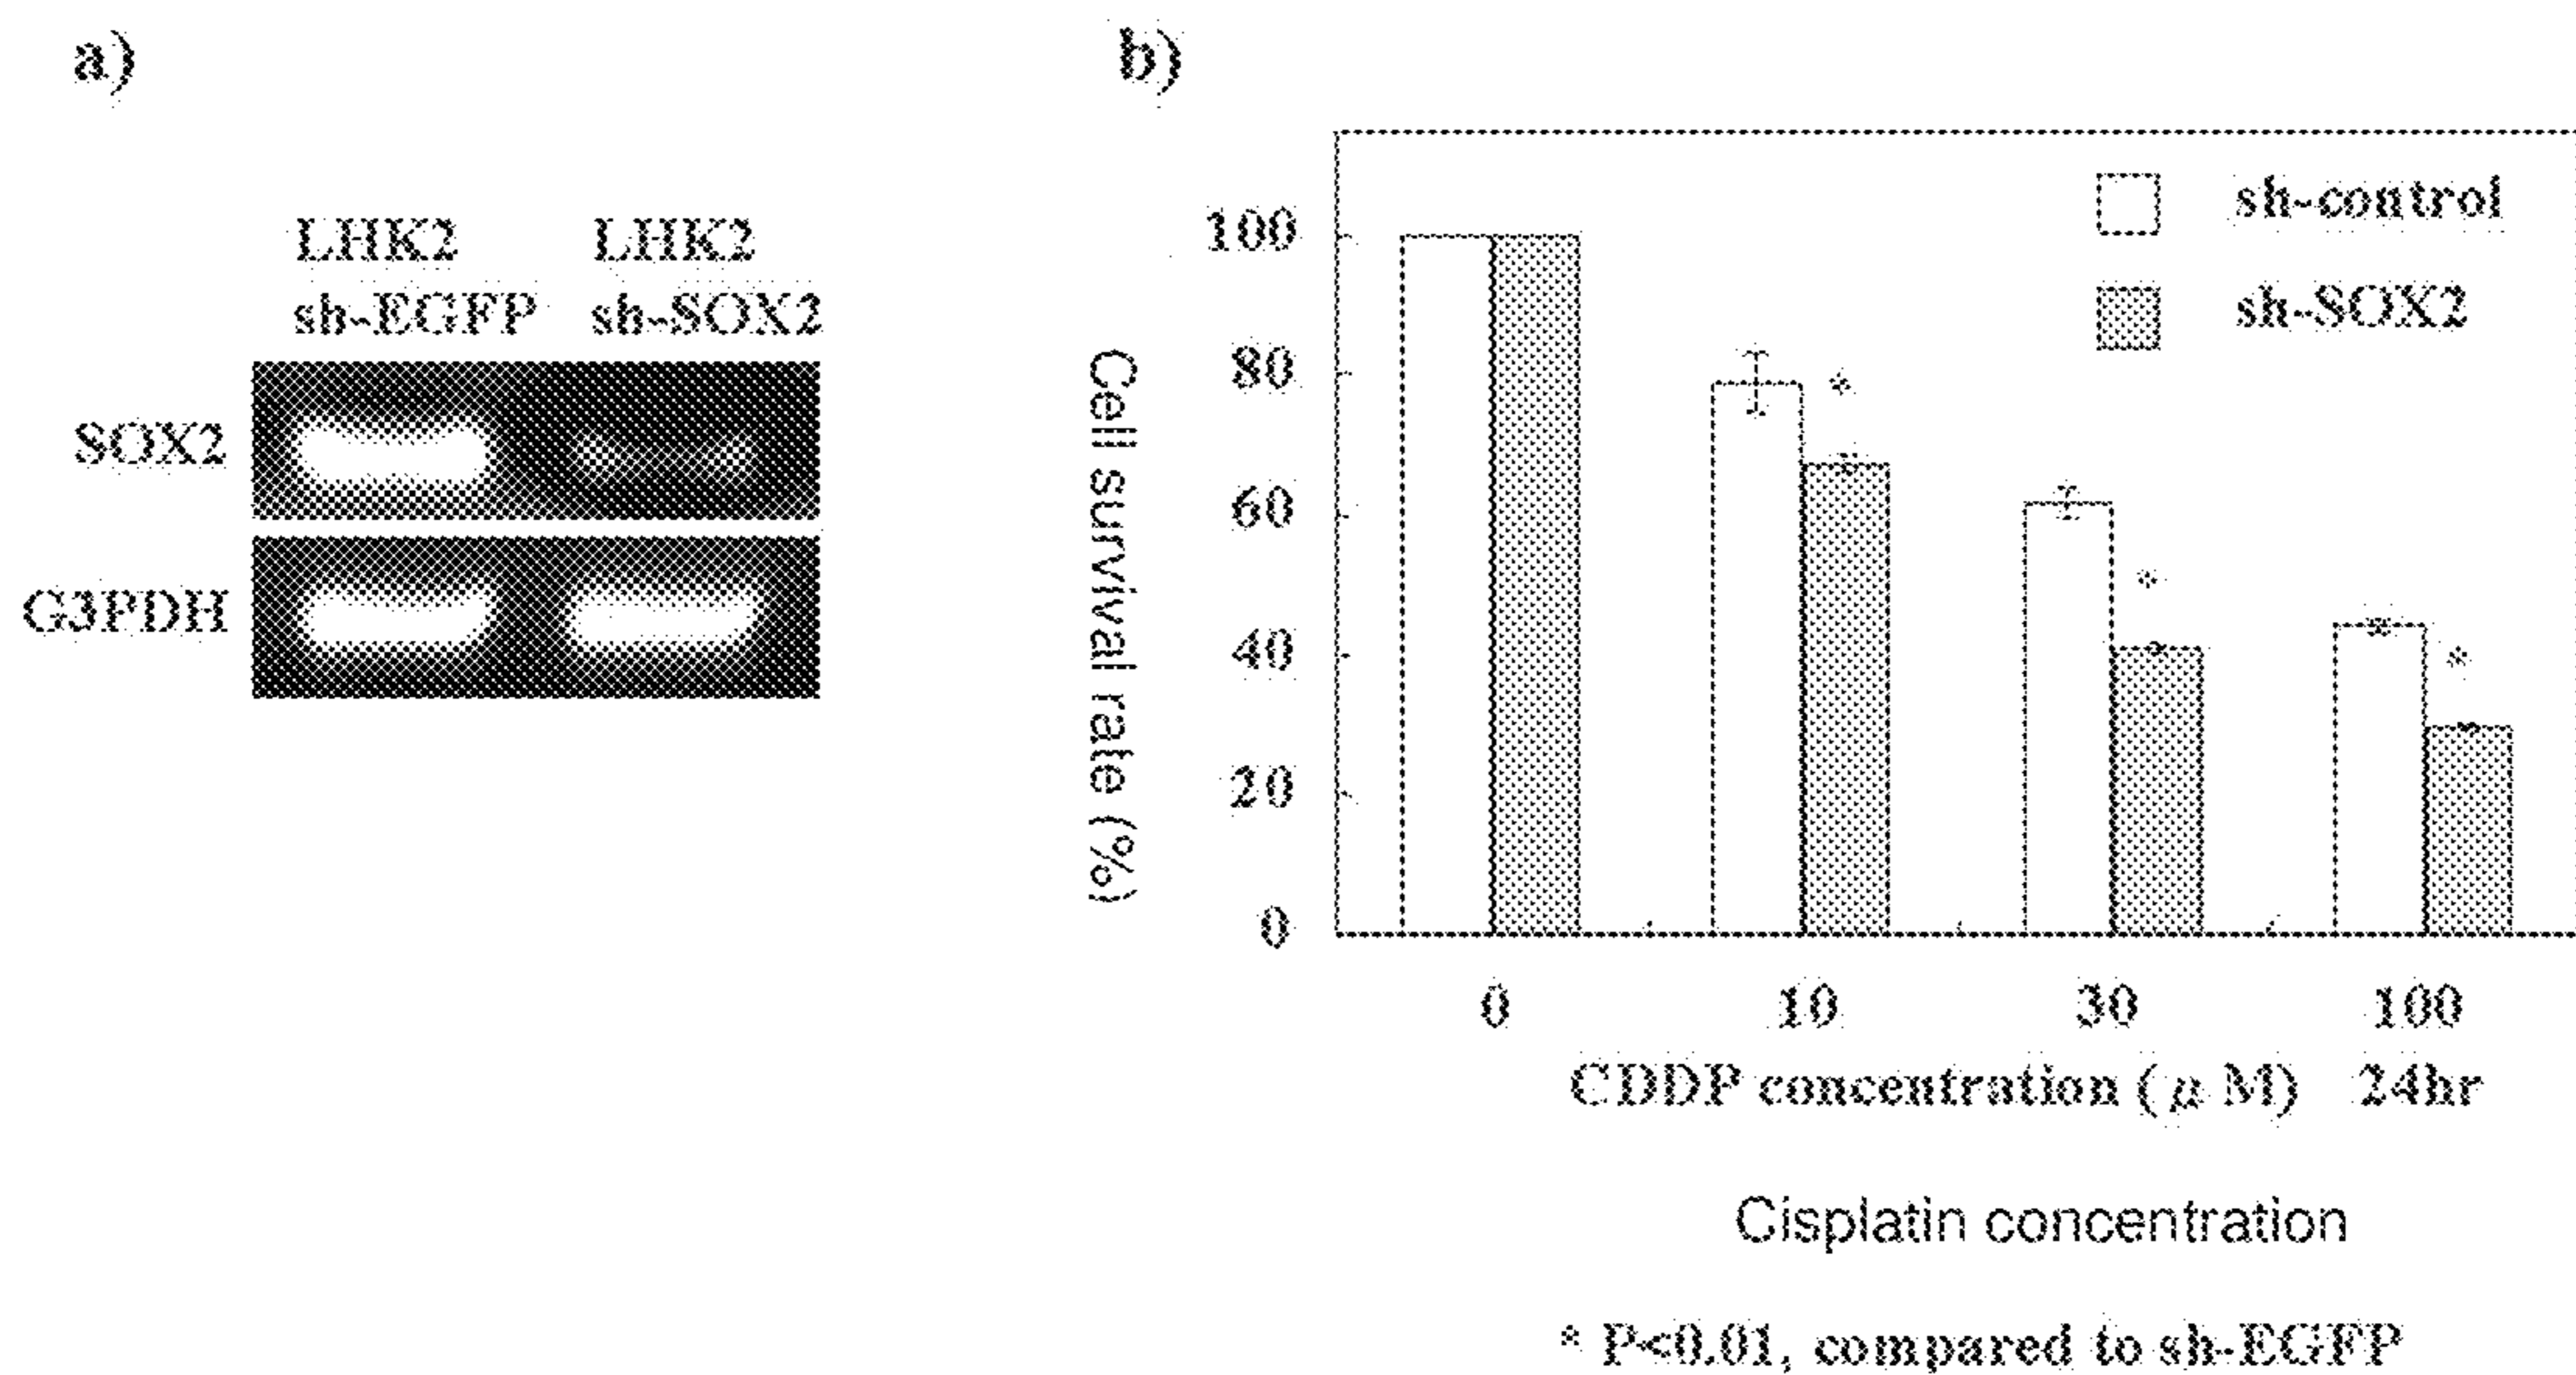 a)
LHK2 LHK2
sh-EGFP sh-SOX2
SOX2
G3PDH
b)
Cell survival rate (%)
100
80
60
40
20
0
sh-control
sh-SOX2
*
*
*
0 10 30 100
CDDP concentration (μM) 24hr
Cisplatin concentration
* P<0.01, compared to sh-EGFP